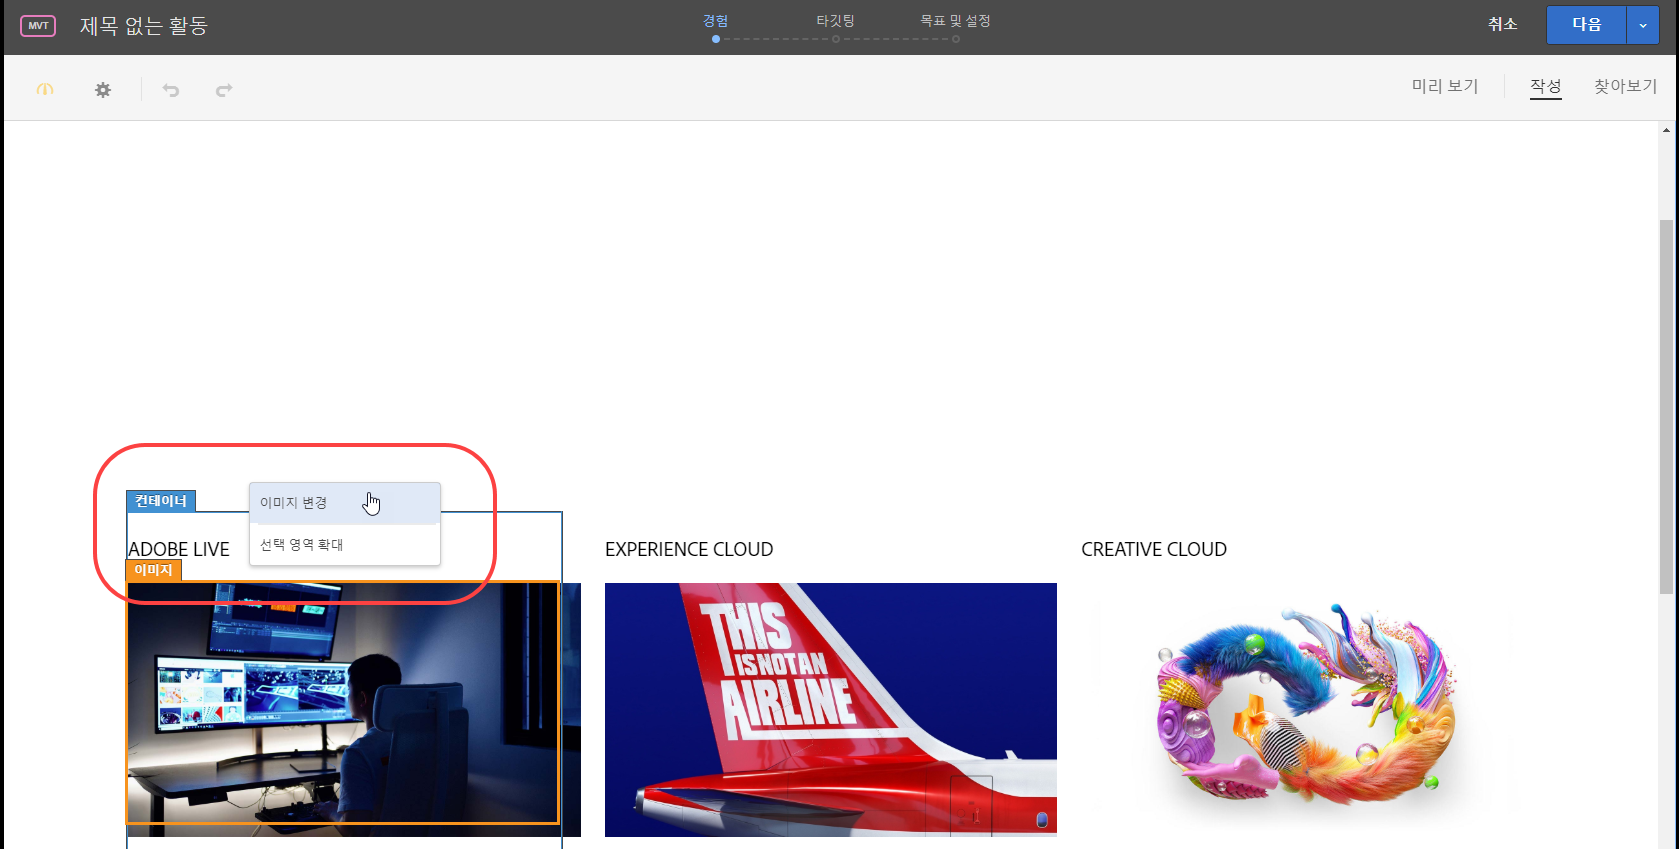 MVT
제목 없는 활동
경험
타깃팅
목표 및 설정
취소
다음
미리 보기
작성
찾아보기
컨테이너
이미지 변경
선택 영역 확대
ADOBE LIVE
이미지
EXPERIENCE CLOUD
THIS
IS NOT AN
AIRLINE
CREATIVE CLOUD